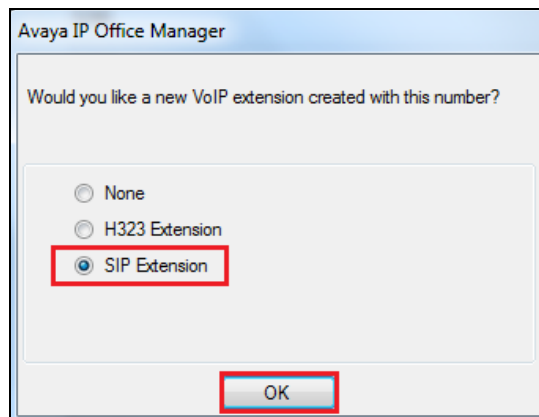 Avaya IP Office Manager
Would you like a new VoIP extension created with this number?
None
H323 Extension
SIP Extension
OK